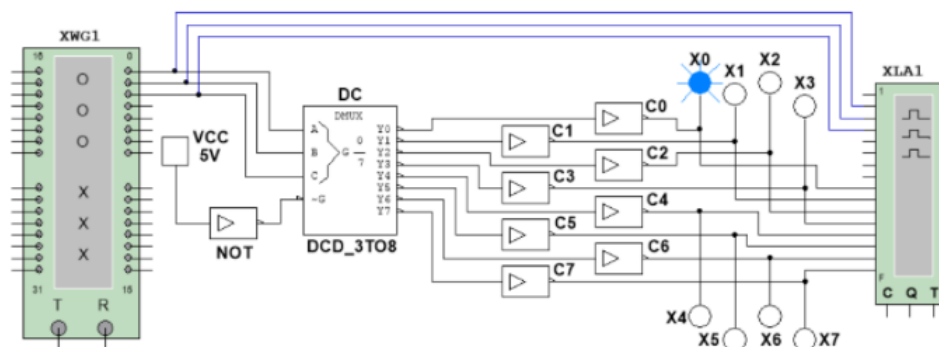 XWG1
16
0
O
O
O
X
X
X
31
15
T
R
VCC
5V
NOT
DC
DMUX
A
B
C
G
0
7
~G
Y0
Y1
Y2
Y3
Y4
Y5
Y6
Y7
DCD_3TO8
C0
C1
C2
C3
C4
C5
C6
C7
X0
X1
X2
X3
X4
X5
X6
X7
XLA1
1
F
C Q T